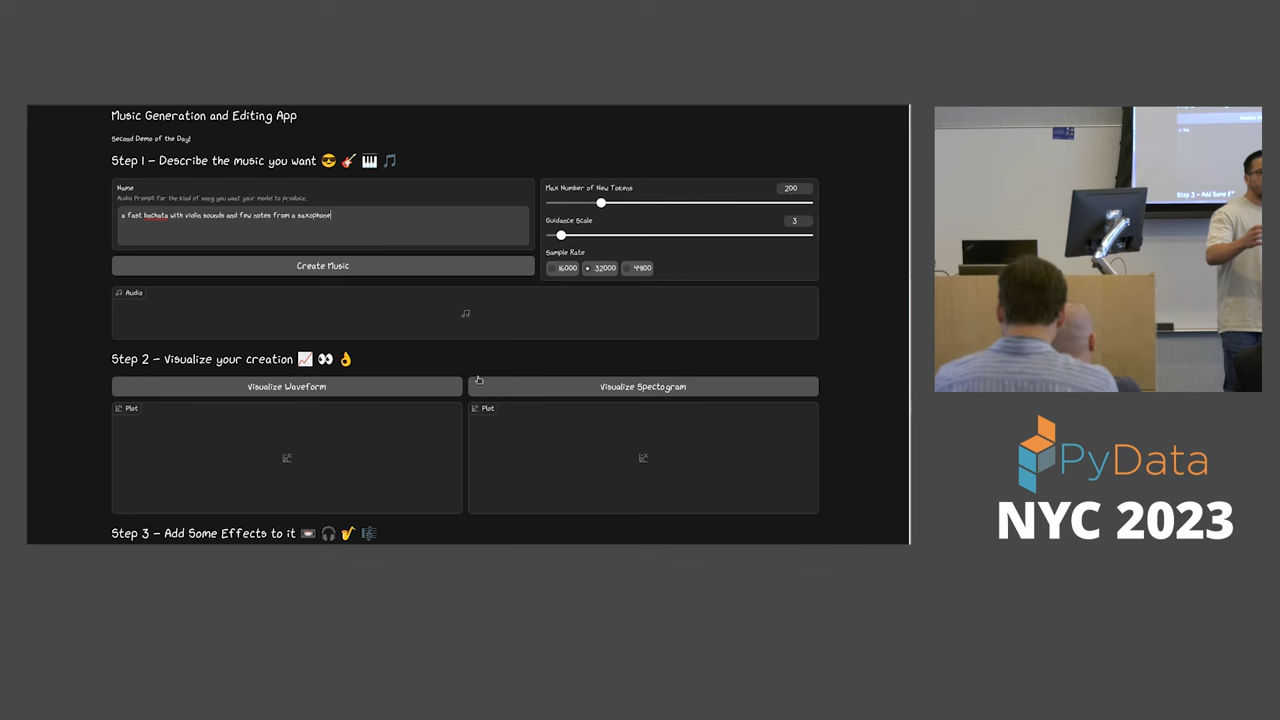 Music Generation and Editing App
Second Demo of the Day!
Step 1 - Describe the music you want 😎 🎸 🎹 🎵
Name
Audio Prompt for the kind of song you want your model to produce.
a fast bachata with violin sounds and few notes from a saxophone
Create Music
Max Number of New Tokens
200
Guidance Scale
3
Sample Rate
16000 32000 4400
Audio
Step 2 - Visualize your creation 📈 👀 👌
Visualize Waveform
Visualize Spectogram
Plot
Plot
Step 3 - Add Some Effects to it 📼 🎧 🎷 🎼
PyData
NYC 2023